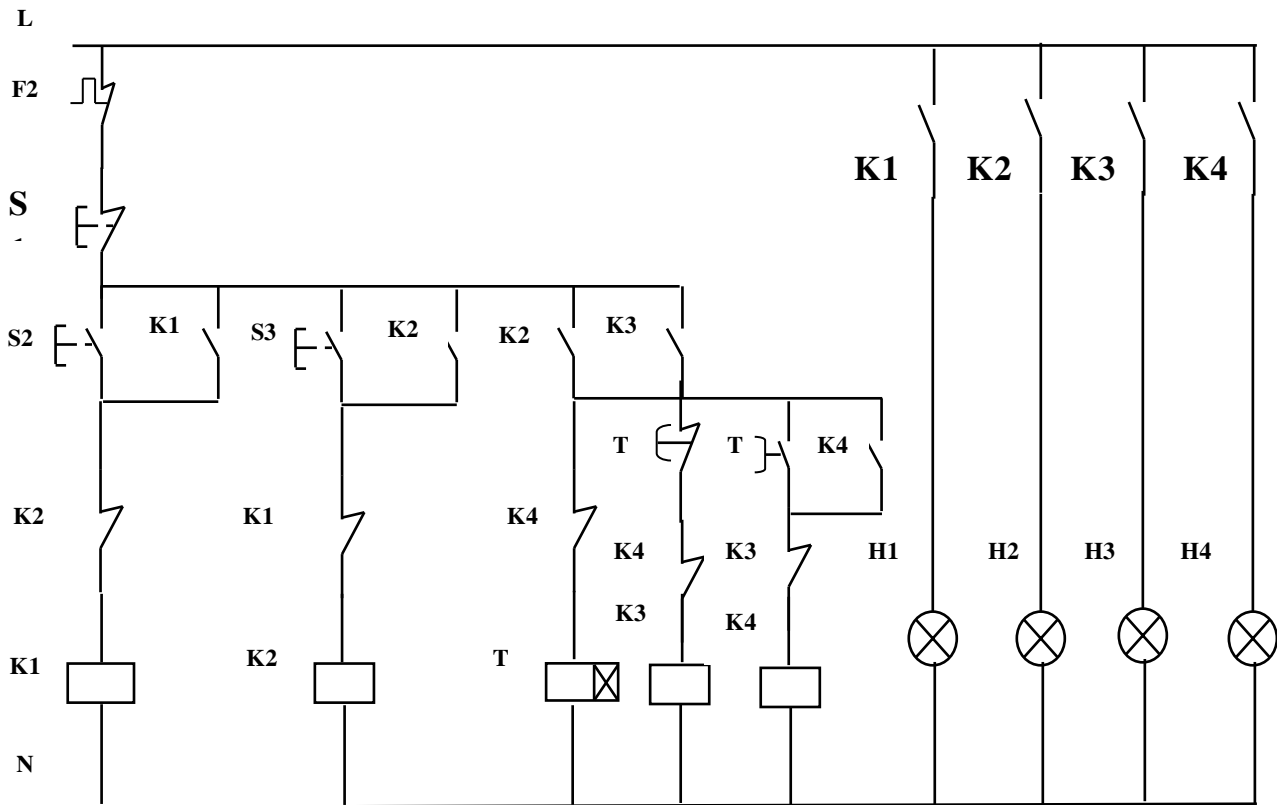 L
F2
S
K1 K2 K3 K4
S2 K1 S3 K2 K2 K3
T T K4
K2 K1 K4
K4 K3 H1 H2 H3 H4
K3 K4
K1 K2 T
N